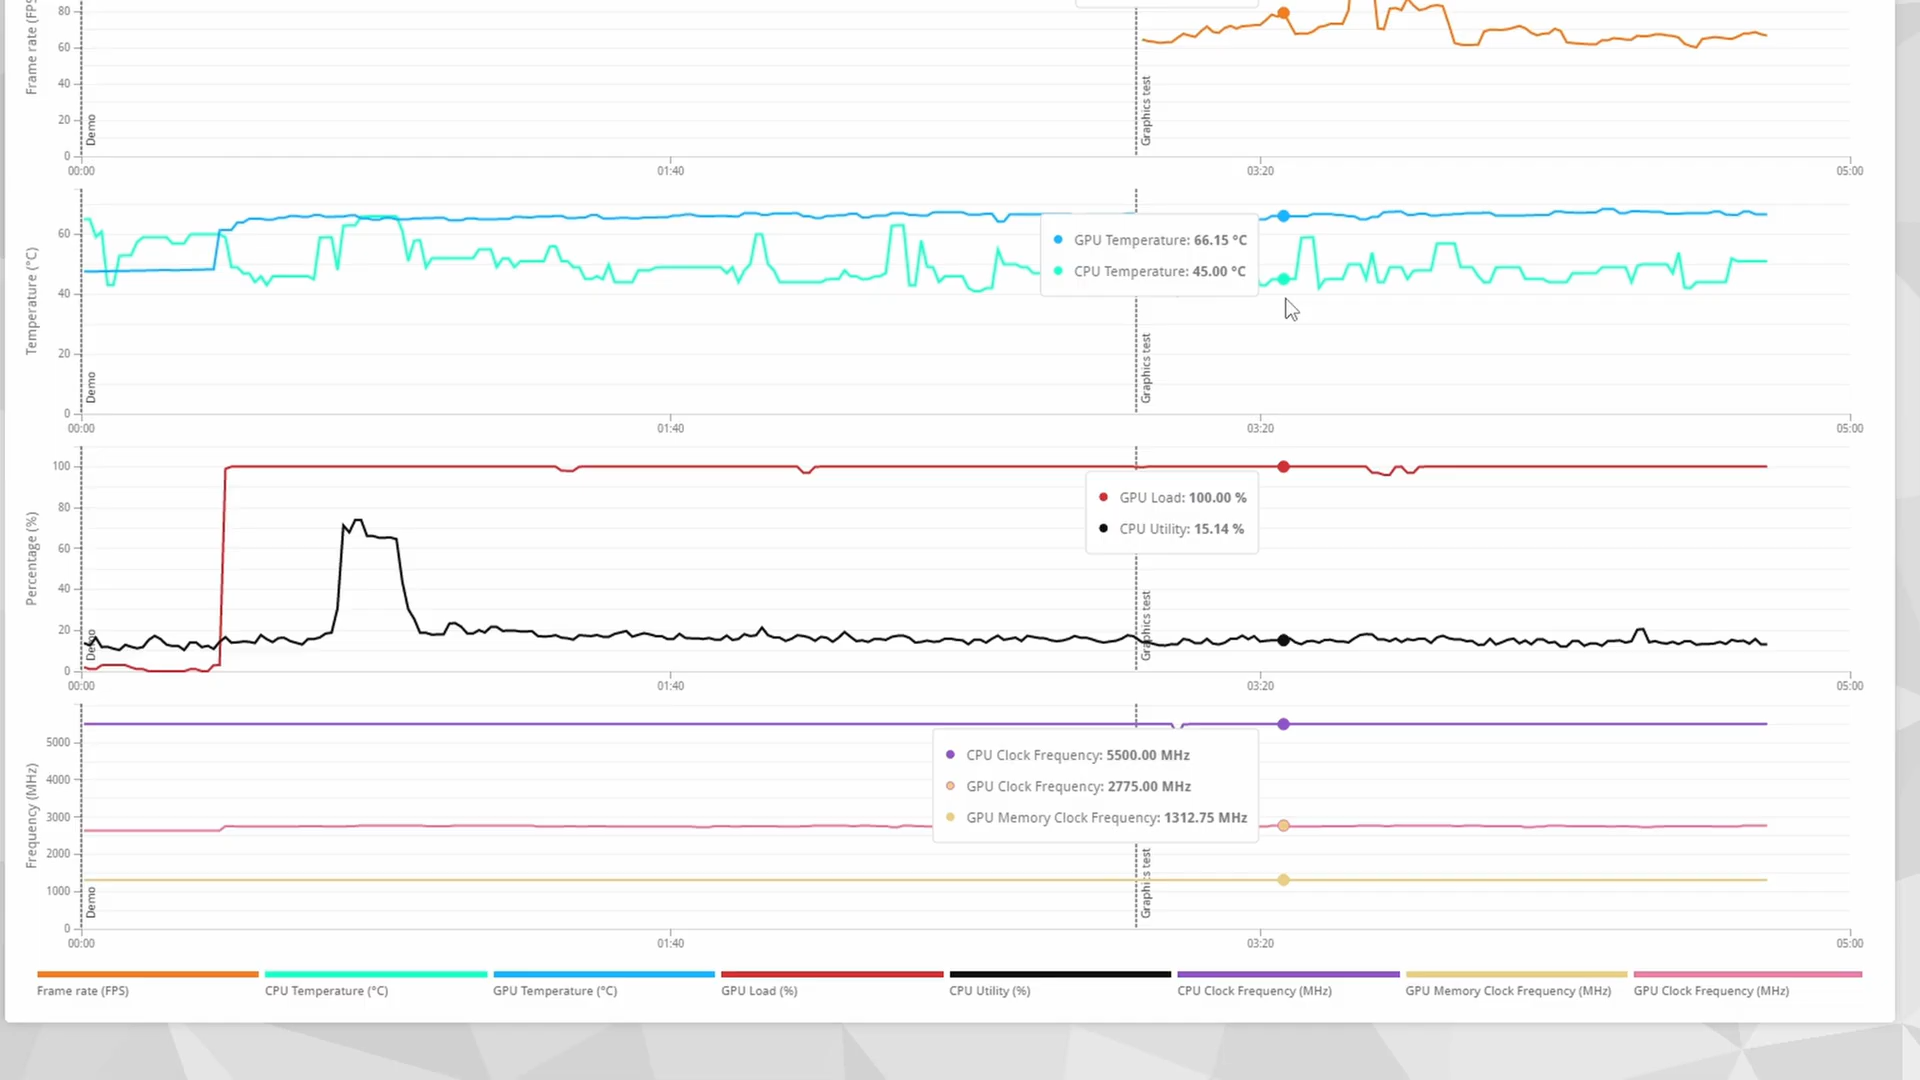 Frame rate (FPS
80
60
40
20
0
Demo
Graphics test
00:00
01:40
03:20
05:00
Temperature (°C)
60
40
20
0
GPU Temperature: 66.15 °C
CPU Temperature: 45.00 °C
Demo
Graphics test
00:00
01:40
03:20
05:00
Percentage (%)
100
80
60
40
20
0
GPU Load: 100.00 %
CPU Utility: 15.14 %
Demo
Graphics test
00:00
01:40
03:20
05:00
Frequency (MHz)
5000
4000
3000
2000
1000
0
CPU Clock Frequency: 5500.00 MHz
GPU Clock Frequency: 2775.00 MHz
GPU Memory Clock Frequency: 1312.75 MHz
Demo
Graphics test
00:00
01:40
03:20
05:00
Frame rate (FPS)
CPU Temperature (°C)
GPU Temperature (°C)
GPU Load (%)
CPU Utility (%)
CPU Clock Frequency (MHz)
GPU Memory Clock Frequency (MHz)
GPU Clock Frequency (MHz)